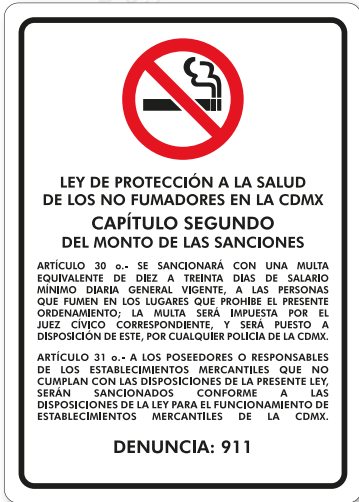 LEY DE PROTECCIÓN A LA SALUD
DE LOS NO FUMADORES EN LA CDMX
CAPÍTULO SEGUNDO
DEL MONTO DE LAS SANCIONES
ARTÍCULO 30 o.- SE SANCIONARÁ CON UNA MULTA
EQUIVALENTE DE DIEZ A TREINTA DIAS DE SALARIO
MÍNIMO DIARIA GENERAL VIGENTE, A LAS PERSONAS
QUE FUMEN EN LOS LUGARES QUE PROHIBE EL PRESENTE
ORDENAMIENTO; LA MULTA SERÁ IMPUESTA POR EL
JUEZ CÍVICO CORRESPONDIENTE, Y SERÁ PUESTO A
DISPOSICIÓN DE ESTE, POR CUALQUIER POLICIA DE LA CDMX.
ARTÍCULO 31 o.- A LOS POSEEDORES O RESPONSABLES
DE LOS ESTABLECIMIENTOS MERCANTILES QUE NO
CUMPLAN CON LAS DISPOSICIONES DE LA PRESENTE LEY,
SERÁN SANCIONADOS CONFORME A LAS
DISPOSICIONES DE LA LEY PARA EL FUNCIONAMIENTO DE
ESTABLECIMIENTOS MERCANTILES DE LA CDMX.
DENUNCIA: 911